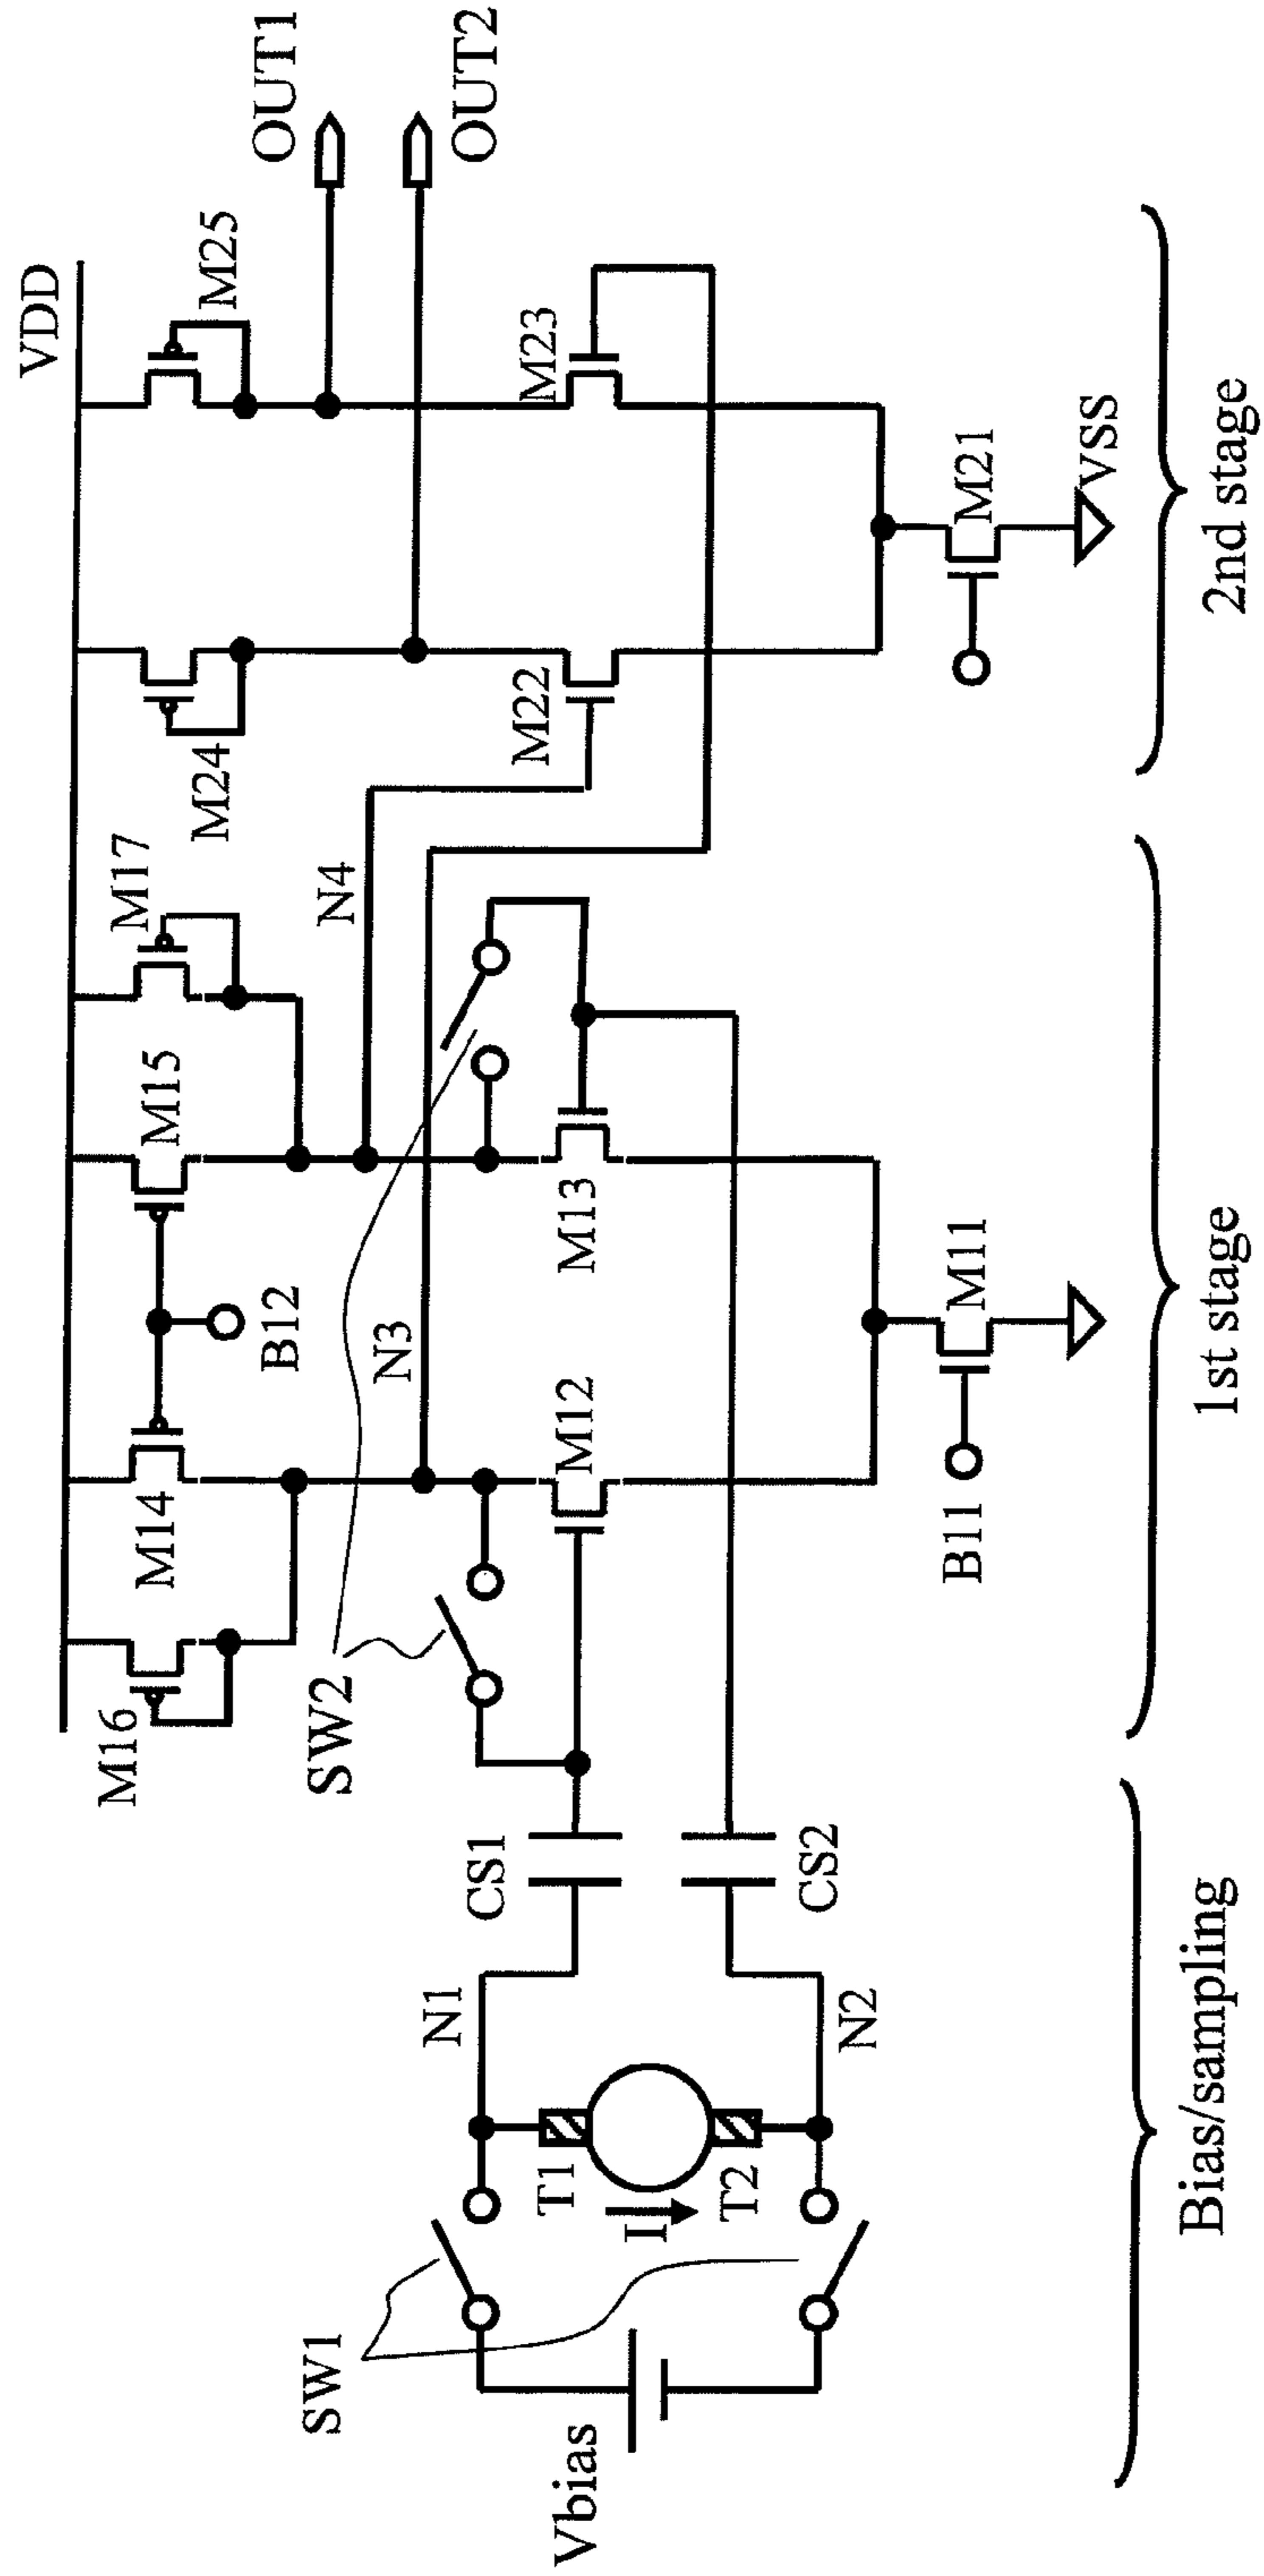 VDD
M16
M14
M15
M17
M24
M25
OUT1
OUT2
B12
N4
N3
SW2
M12
M13
M22
M23
SW1
N1
CS1
Vbias
T1
I
T2
N2
CS2
B11
M11
M21
VSS
Bias/sampling
1st stage
2nd stage